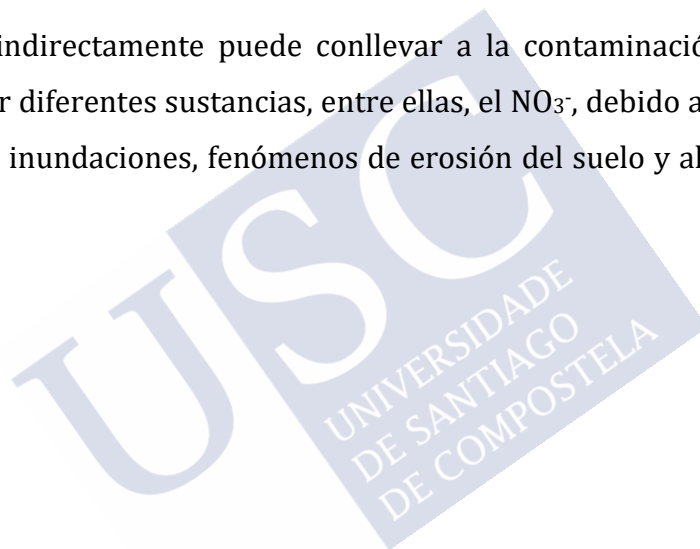 indirectamente puede conllevar a la contaminació
r diferentes sustancias, entre ellas, el NO₃⁻, debido a
inundaciones, fenómenos de erosión del suelo y al
USC
UNIVERSIDADE
DE SANTIAGO
DE COMPOSTELA